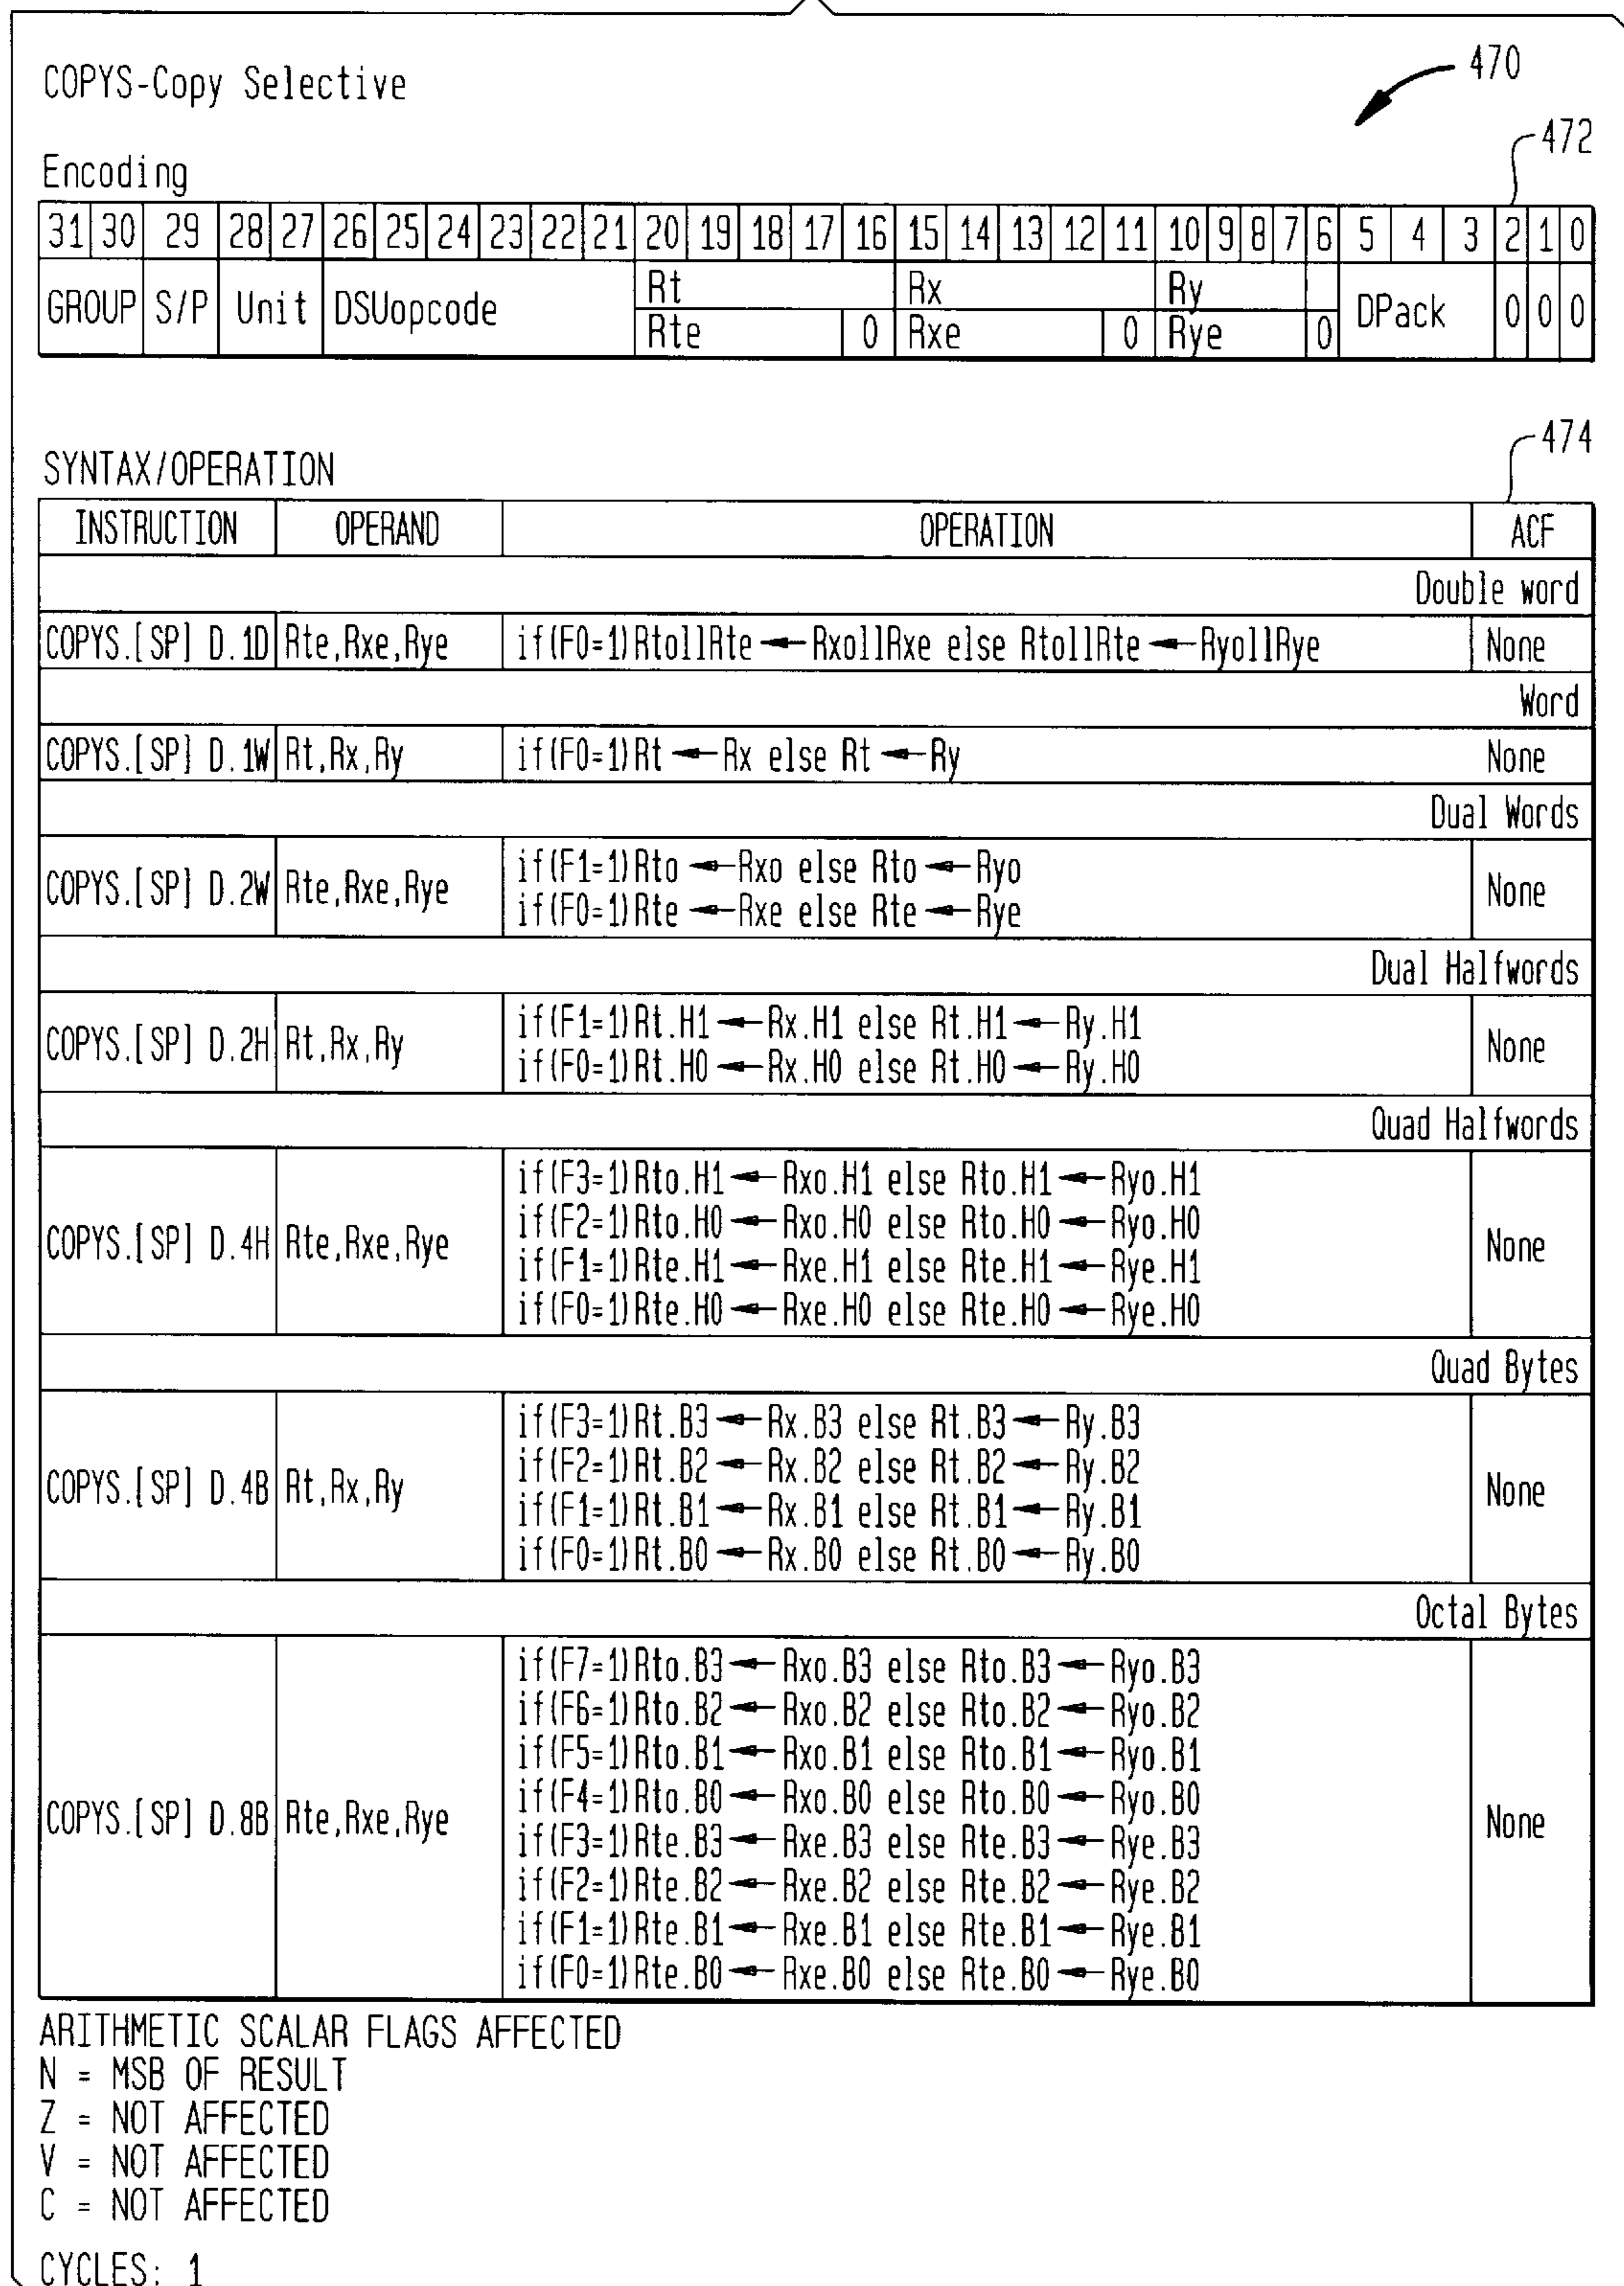 COPYS-Copy Selective
470
472
Encoding
31 30 29 28 27 26 25 24 23 22 21 20 19 18 17 16 15 14 13 12 11 10 9 8 7 6 5 4 3 2 1 0
GROUP S/P Unit DSUopcode Rt Rx Ry DPack 0 0 0
Rte 0 Rxe 0 Rye 0
474
SYNTAX/OPERATION
INSTRUCTION OPERAND OPERATION ACF
Double word
COPYS.[SP] D.1D Rte,Rxe,Rye if(F0=1)RtollRte←RxollRxe else RtollRte←RyollRye None
Word
COPYS.[SP] D.1W Rt,Rx,Ry if(F0=1)Rt←Rx else Rt←Ry None
Dual Words
COPYS.[SP] D.2W Rte,Rxe,Rye if(F1=1)Rto←Rxo else Rto←Ryo None
if(F0=1)Rte←Rxe else Rte←Rye
Dual Halfwords
COPYS.[SP] D.2H Rt,Rx,Ry if(F1=1)Rt.H1←Rx.H1 else Rt.H1←Ry.H1 None
if(F0=1)Rt.H0←Rx.H0 else Rt.H0←Ry.H0
Quad Halfwords
COPYS.[SP] D.4H Rte,Rxe,Rye if(F3=1)Rto.H1←Rxo.H1 else Rto.H1←Ryo.H1 None
if(F2=1)Rto.H0←Rxo.H0 else Rto.H0←Ryo.H0
if(F1=1)Rte.H1←Rxe.H1 else Rte.H1←Rye.H1
if(F0=1)Rte.H0←Rxe.H0 else Rte.H0←Rye.H0
Quad Bytes
COPYS.[SP] D.4B Rt,Rx,Ry if(F3=1)Rt.B3←Rx.B3 else Rt.B3←Ry.B3 None
if(F2=1)Rt.B2←Rx.B2 else Rt.B2←Ry.B2
if(F1=1)Rt.B1←Rx.B1 else Rt.B1←Ry.B1
if(F0=1)Rt.B0←Rx.B0 else Rt.B0←Ry.B0
Octal Bytes
COPYS.[SP] D.8B Rte,Rxe,Rye if(F7=1)Rto.B3←Rxo.B3 else Rto.B3←Ryo.B3 None
if(F6=1)Rto.B2←Rxo.B2 else Rto.B2←Ryo.B2
if(F5=1)Rto.B1←Rxo.B1 else Rto.B1←Ryo.B1
if(F4=1)Rto.B0←Rxo.B0 else Rto.B0←Ryo.B0
if(F3=1)Rte.B3←Rxe.B3 else Rte.B3←Rye.B3
if(F2=1)Rte.B2←Rxe.B2 else Rte.B2←Rye.B2
if(F1=1)Rte.B1←Rxe.B1 else Rte.B1←Rye.B1
if(F0=1)Rte.B0←Rxe.B0 else Rte.B0←Rye.B0
ARITHMETIC SCALAR FLAGS AFFECTED
N = MSB OF RESULT
Z = NOT AFFECTED
V = NOT AFFECTED
C = NOT AFFECTED
CYCLES: 1